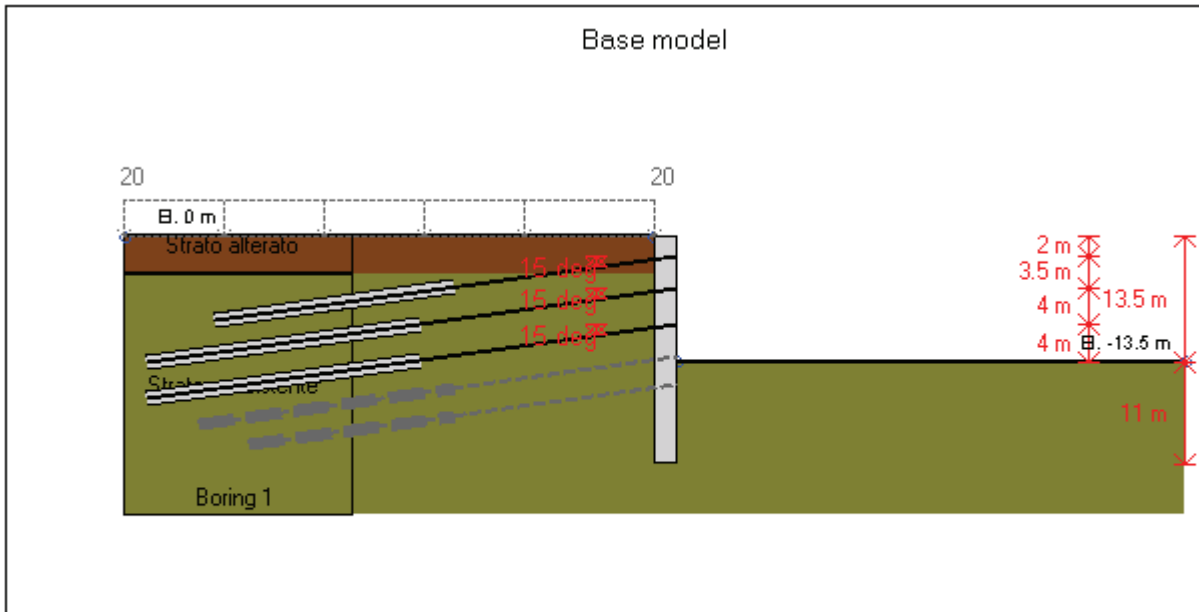 Base model
20
20
El. 0 m
Strato alterato
2 m
15 deg
3.5 m
15 deg
4 m
13.5 m
15 deg
4 m
El. -13.5 m
Strato
11 m
Boring 1